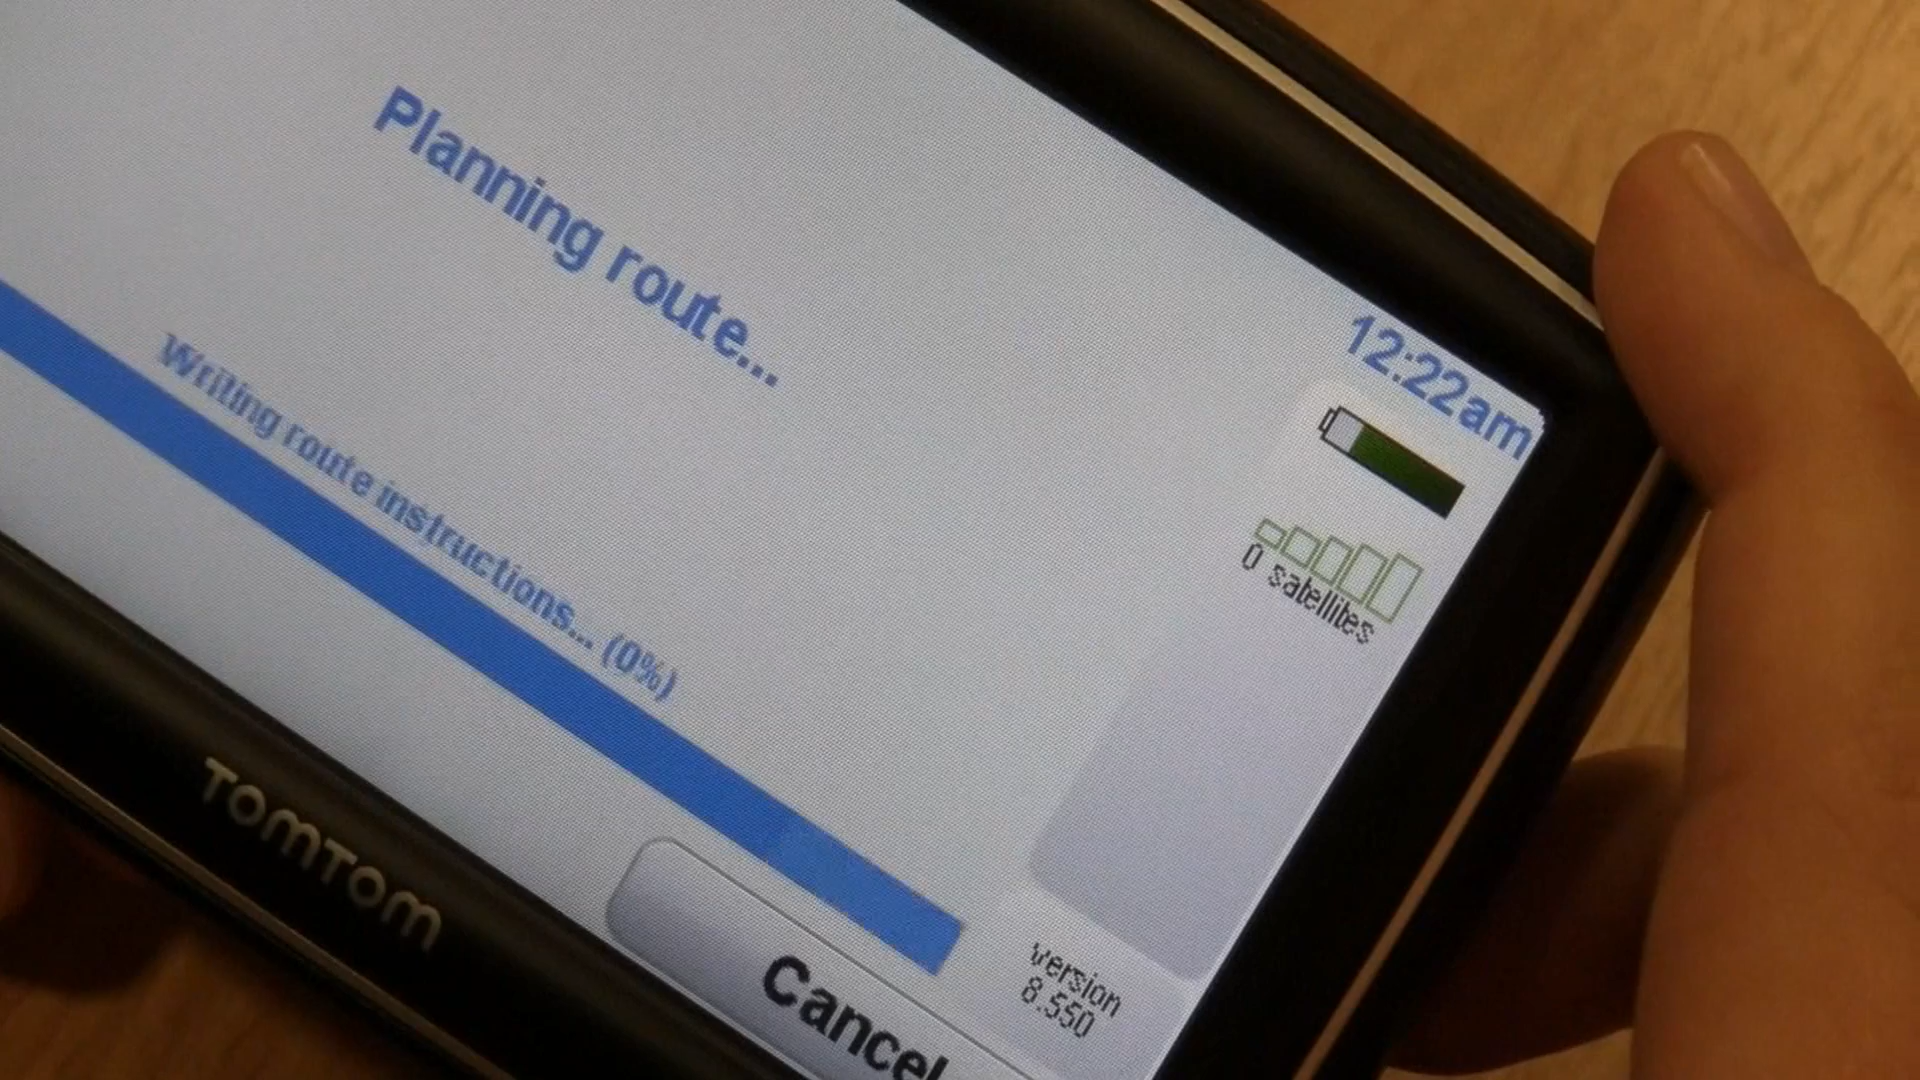 Planning route...
12:22am
0 satellites
Writing route instructions... (0%)
version
8.550
Cancel
TOMTOM